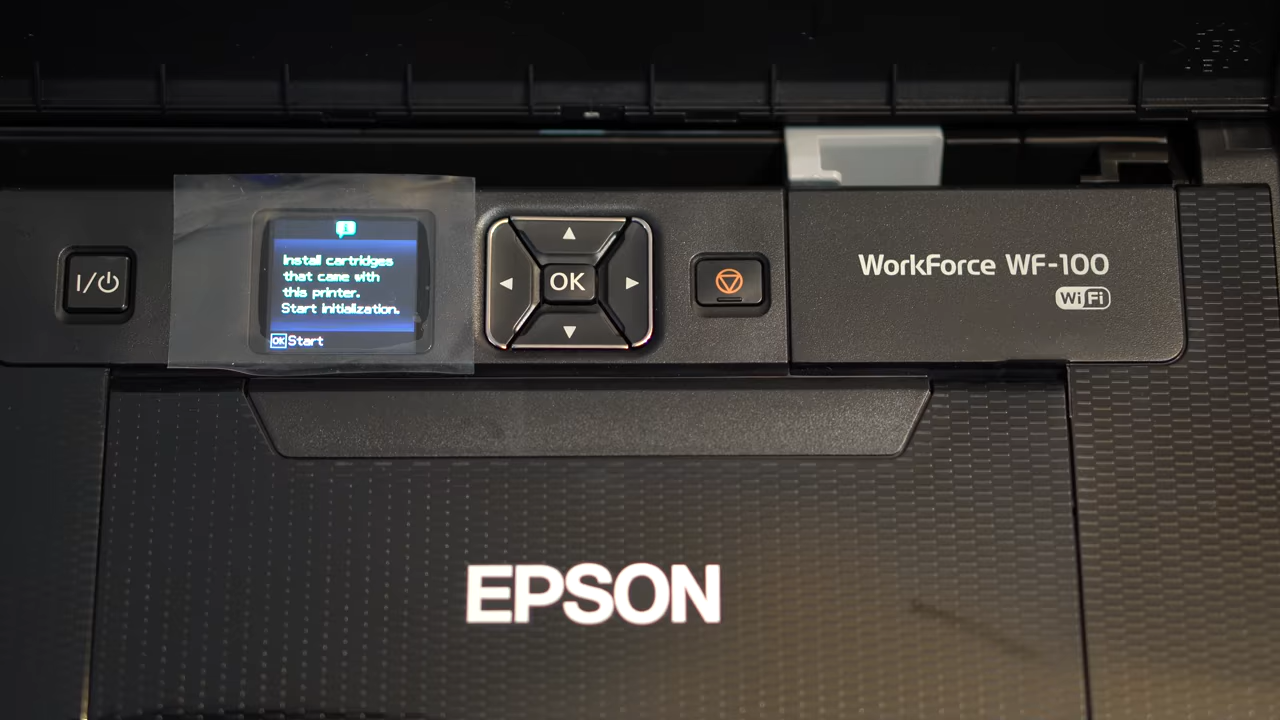 I/⏻
Install cartridges
that came with
this printer.
Start initialization.
OK Start
OK
WorkForce WF-100
WiFi
EPSON